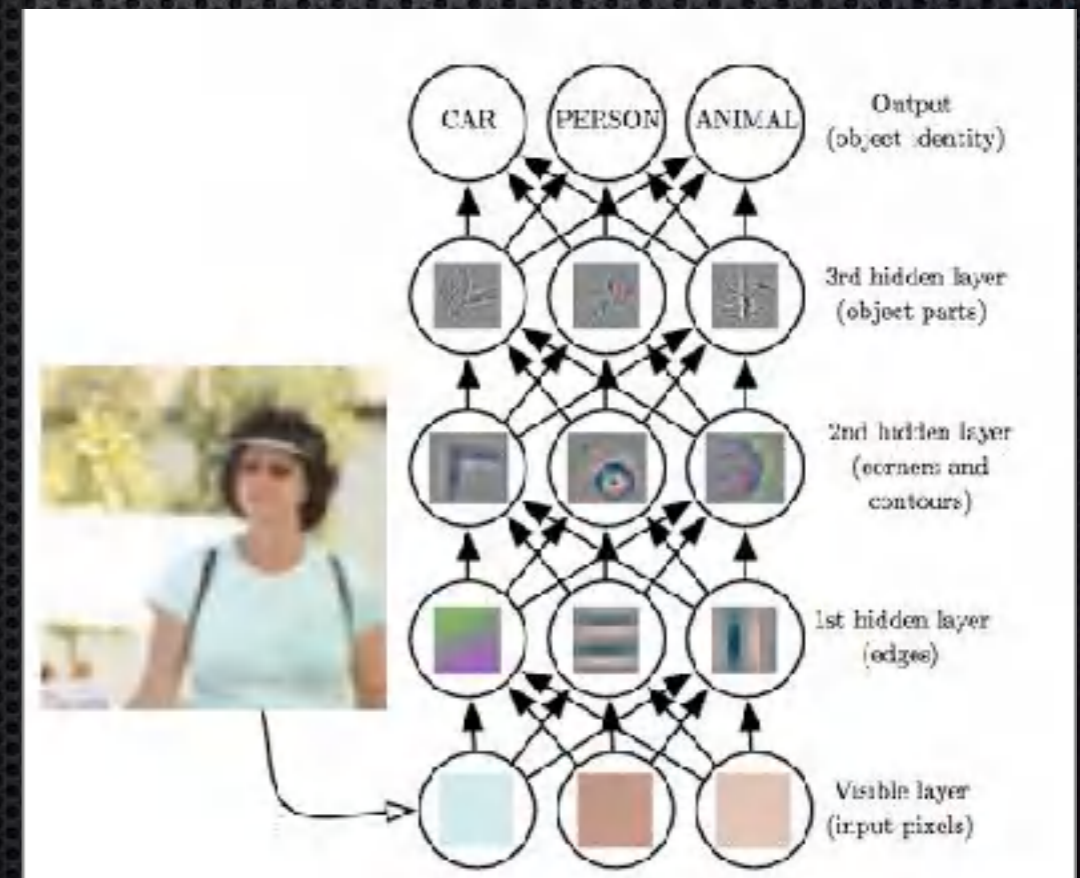 CAR PERSON ANIMAL
Output
(object identity)
3rd hidden layer
(object parts)
2nd hidden layer
(corners and
contours)
1st hidden layer
(edges)
Visible layer
(input pixels)